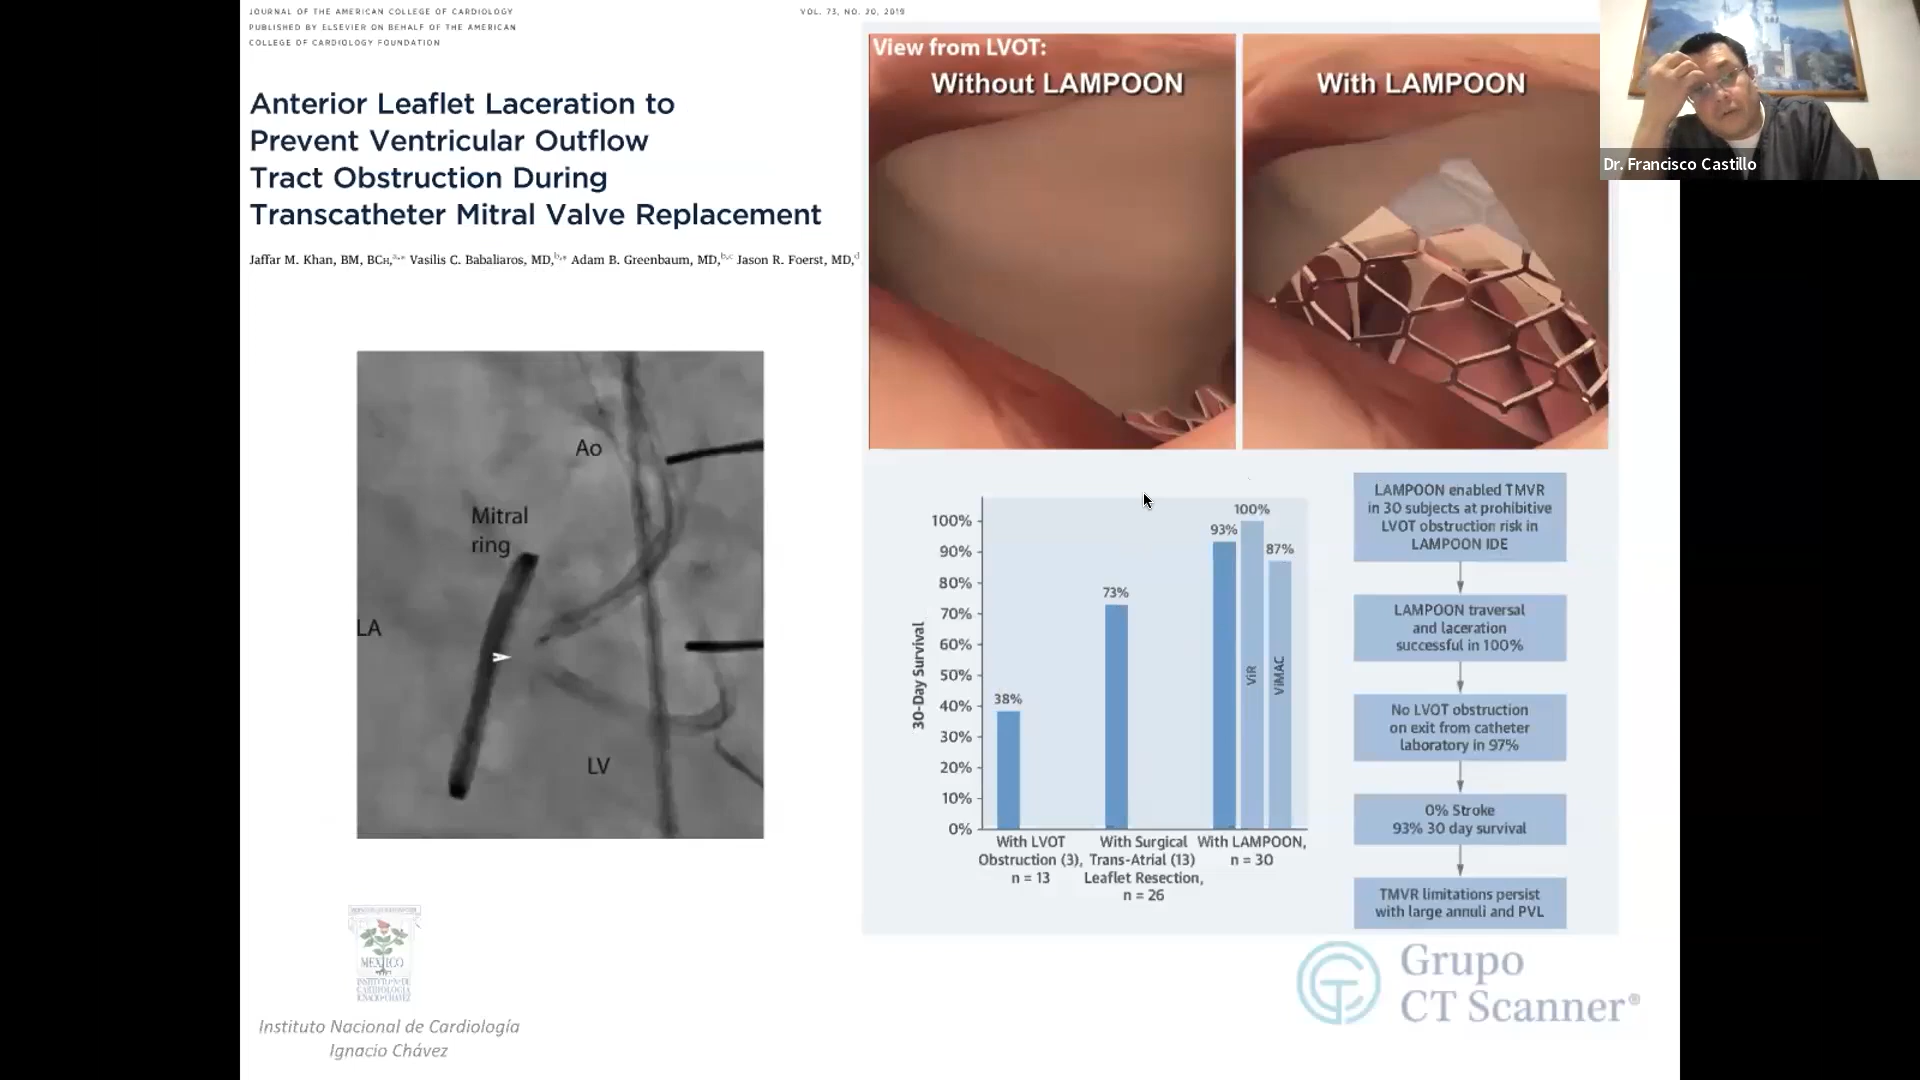 JOURNAL OF THE AMERICAN COLLEGE OF CARDIOLOGY
VOL. 73, NO. 20, 2019
PUBLISHED BY ELSEVIER ON BEHALF OF THE AMERICAN
COLLEGE OF CARDIOLOGY FOUNDATION
Anterior Leaflet Laceration to
Prevent Ventricular Outflow
Tract Obstruction During
Transcatheter Mitral Valve Replacement
Jaffar M. Khan, BM, BCH,a,* Vasilis C. Babaliaros, MD,b,* Adam B. Greenbaum, MD,b,c Jason R. Foerst, MD,d
View from LVOT:
Without LAMPOON
With LAMPOON
Dr. Francisco Castillo
Ao
Mitral
ring
LA
LV
30-Day Survival
100%
90%
80%
70%
60%
50%
40%
30%
20%
10%
0%
38%
73%
93%
100%
87%
ViR
ViMAC
With LVOT
Obstruction (3),
n = 13
With Surgical
Trans-Atrial (13)
Leaflet Resection,
n = 26
With LAMPOON,
n = 30
LAMPOON enabled TMVR
in 30 subjects at prohibitive
LVOT obstruction risk in
LAMPOON IDE
LAMPOON traversal
and laceration
successful in 100%
No LVOT obstruction
on exit from catheter
laboratory in 97%
0% Stroke
93% 30 day survival
TMVR limitations persist
with large annuli and PVL
MEXICO
INSTITUTO N. DE
CARDIOLOGIA
IGNACIO CHAVEZ
Instituto Nacional de Cardiología
Ignacio Chávez
Grupo
CT Scanner®